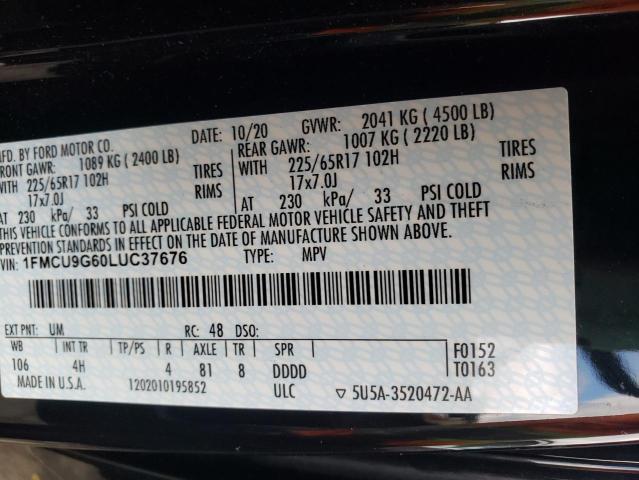 MFD. BY FORD MOTOR CO. DATE: 10/20 GVWR: 2041 KG ( 4500 LB)
FRONT GAWR: 1089 KG ( 2400 LB) REAR GAWR: 1007 KG ( 2220 LB)
WITH 225/65R17 102H TIRES WITH 225/65R17 102H TIRES
17x7.0J RIMS 17x7.0J RIMS
AT 230 kPa/ 33 PSI COLD AT 230 kPa/ 33 PSI COLD
THIS VEHICLE CONFORMS TO ALL APPLICABLE FEDERAL MOTOR VEHICLE SAFETY AND THEFT
PREVENTION STANDARDS IN EFFECT ON THE DATE OF MANUFACTURE SHOWN ABOVE.
VIN: 1FMCU9G60LUC37676 TYPE: MPV
EXT PNT: UM RC: 48 DSO:
WB INT TR TP/PS R AXLE TR SPR F0152
106 4H 4 81 8 DDDD T0163
MADE IN U.S.A. 1202010195852 ULC ▽ 5U5A-3520472-AA